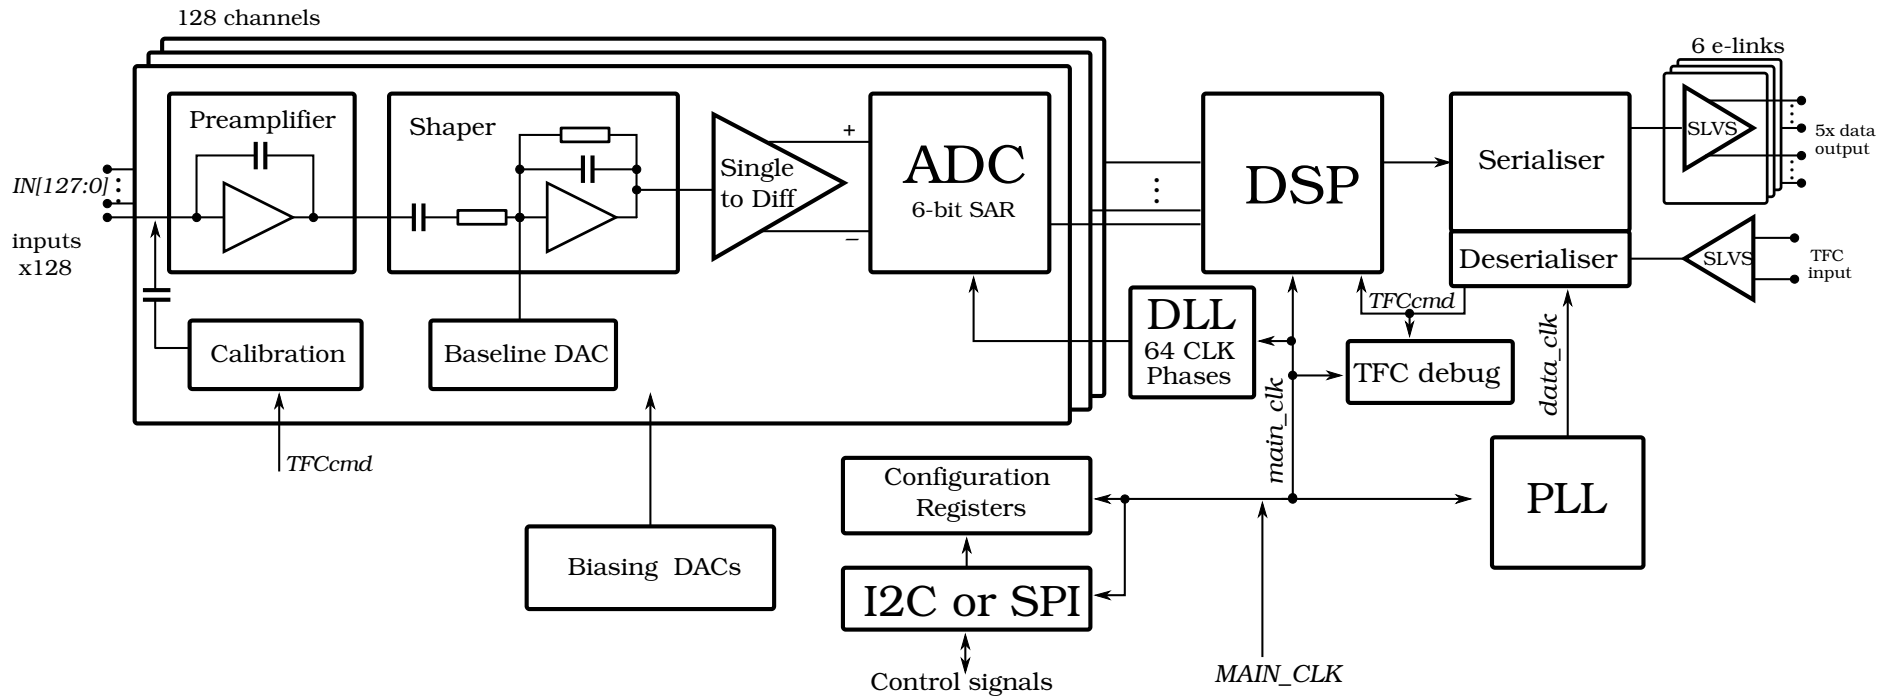 128 channels
6 e-links
Preamplifier
Shaper
+
Single
to Diff
−
ADC
6-bit SAR
DSP
Serialiser
SLVS
5x data
output
IN[127:0]
inputs
x128
Deserialiser
SLVS
TFC
input
TFCcmd
DLL
64 CLK
Phases
Calibration
Baseline DAC
TFC debug
main_clk
data_clk
TFCcmd
Configuration
Registers
PLL
Biasing DACs
I2C or SPI
Control signals
MAIN_CLK